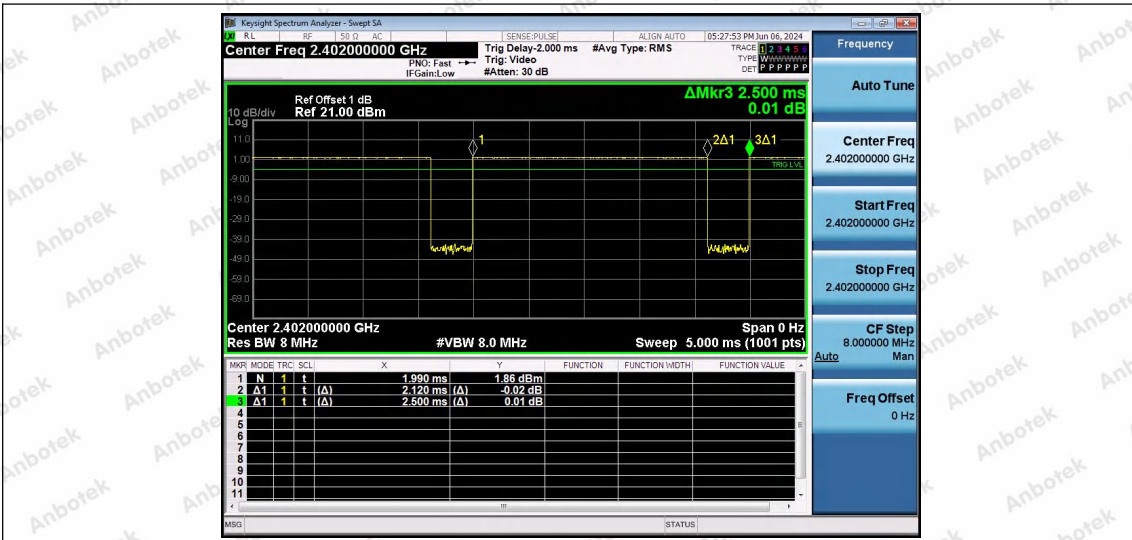 Keysight Spectrum Analyzer - Swept SA
RL RF 50 Ω AC SENSE:PULSE ALIGN AUTO 05:27:53 PM Jun 06, 2024
Center Freq 2.402000000 GHz
PNO: Fast
IFGain:Low
Trig Delay-2.000 ms
Trig: Video
#Atten: 30 dB
#Avg Type: RMS
TRACE 1 2 3 4 5 6
TYPE WWWWWW
DET P P P P P P
ΔMkr3 2.500 ms
0.01 dB
Ref Offset 1 dB
10 dB/div Ref 21.00 dBm
Log
11.0
1.00
-9.00
-19.0
-29.0
-39.0
-49.0
-59.0
-69.0
1
2Δ1
3Δ1
TRIG LVL
Center 2.402000000 GHz Span 0 Hz
Res BW 8 MHz #VBW 8.0 MHz Sweep 5.000 ms (1001 pts)
MKR MODE TRC SCL X Y FUNCTION FUNCTION WIDTH FUNCTION VALUE
1 N 1 t 1.990 ms 1.86 dBm
2 Δ1 1 t (Δ) 2.120 ms (Δ) -0.02 dB
3 Δ1 1 t (Δ) 2.500 ms (Δ) 0.01 dB
4
5
6
7
8
9
10
11
MSG STATUS
Frequency
Auto Tune
Center Freq
2.402000000 GHz
Start Freq
2.402000000 GHz
Stop Freq
2.402000000 GHz
CF Step
8.000000 MHz
Auto Man
Freq Offset
0 Hz
Anbotek